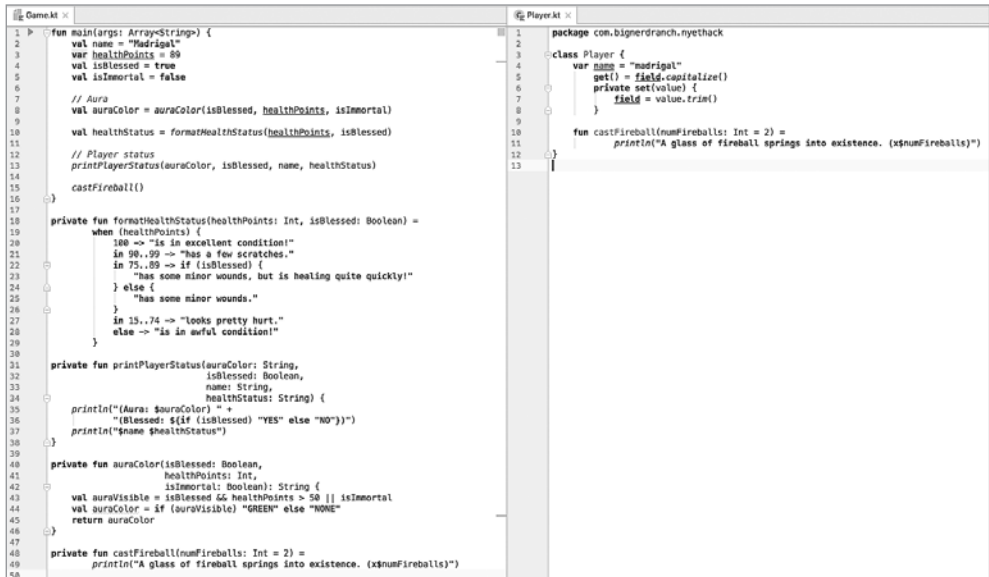 Game.kt ×
1 fun main(args: Array<String>) {
2     val name = "Madrigal"
3     var healthPoints = 89
4     val isBlessed = true
5     val isImmortal = false
6
7     // Aura
8     val auraColor = auraColor(isBlessed, healthPoints, isImmortal)
9
10     val healthStatus = formatHealthStatus(healthPoints, isBlessed)
11
12     // Player status
13     printPlayerStatus(auraColor, isBlessed, name, healthStatus)
14
15     castFireball()
16 }
17
18 private fun formatHealthStatus(healthPoints: Int, isBlessed: Boolean) =
19         when (healthPoints) {
20             100 -> "is in excellent condition!"
21             in 90..99 -> "has a few scratches."
22             in 75..89 -> if (isBlessed) {
23                 "has some minor wounds, but is healing quite quickly!"
24             } else {
25                 "has some minor wounds."
26             }
27             in 15..74 -> "looks pretty hurt."
28             else -> "is in awful condition!"
29         }
30
31 private fun printPlayerStatus(auraColor: String,
32                               isBlessed: Boolean,
33                               name: String,
34                               healthStatus: String) {
35     println("(Aura: $auraColor) " +
36             "(Blessed: ${if (isBlessed) "YES" else "NO"})")
37     println("$name $healthStatus")
38 }
39
40 private fun auraColor(isBlessed: Boolean,
41                       healthPoints: Int,
42                       isImmortal: Boolean): String {
43     val auraVisible = isBlessed && healthPoints > 50 || isImmortal
44     val auraColor = if (auraVisible) "GREEN" else "NONE"
45     return auraColor
46 }
47
48 private fun castFireball(numFireballs: Int = 2) =
49         println("A glass of fireball springs into existence. (x$numFireballs)")
50
Player.kt ×
1 package com.bignerdranch.nyethack
2
3 class Player {
4     var name = "madrigal"
5         get() = field.capitalize()
6         private set(value) {
7             field = value.trim()
8         }
9
10     fun castFireball(numFireballs: Int = 2) =
11             println("A glass of fireball springs into existence. (x$numFireballs)")
12 }
13